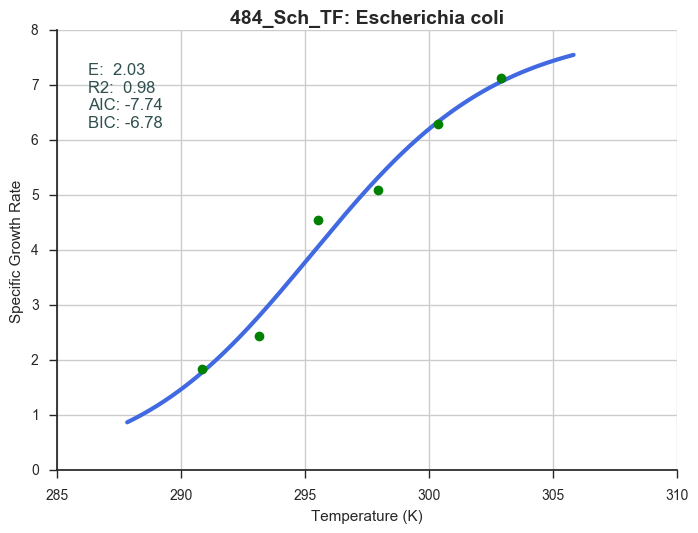 484_Sch_TF: Escherichia coli
E: 2.03
R2: 0.98
AIC: -7.74
BIC: -6.78
Specific Growth Rate
8
7
6
5
4
3
2
1
0
285 290 295 300 305 310
Temperature (K)